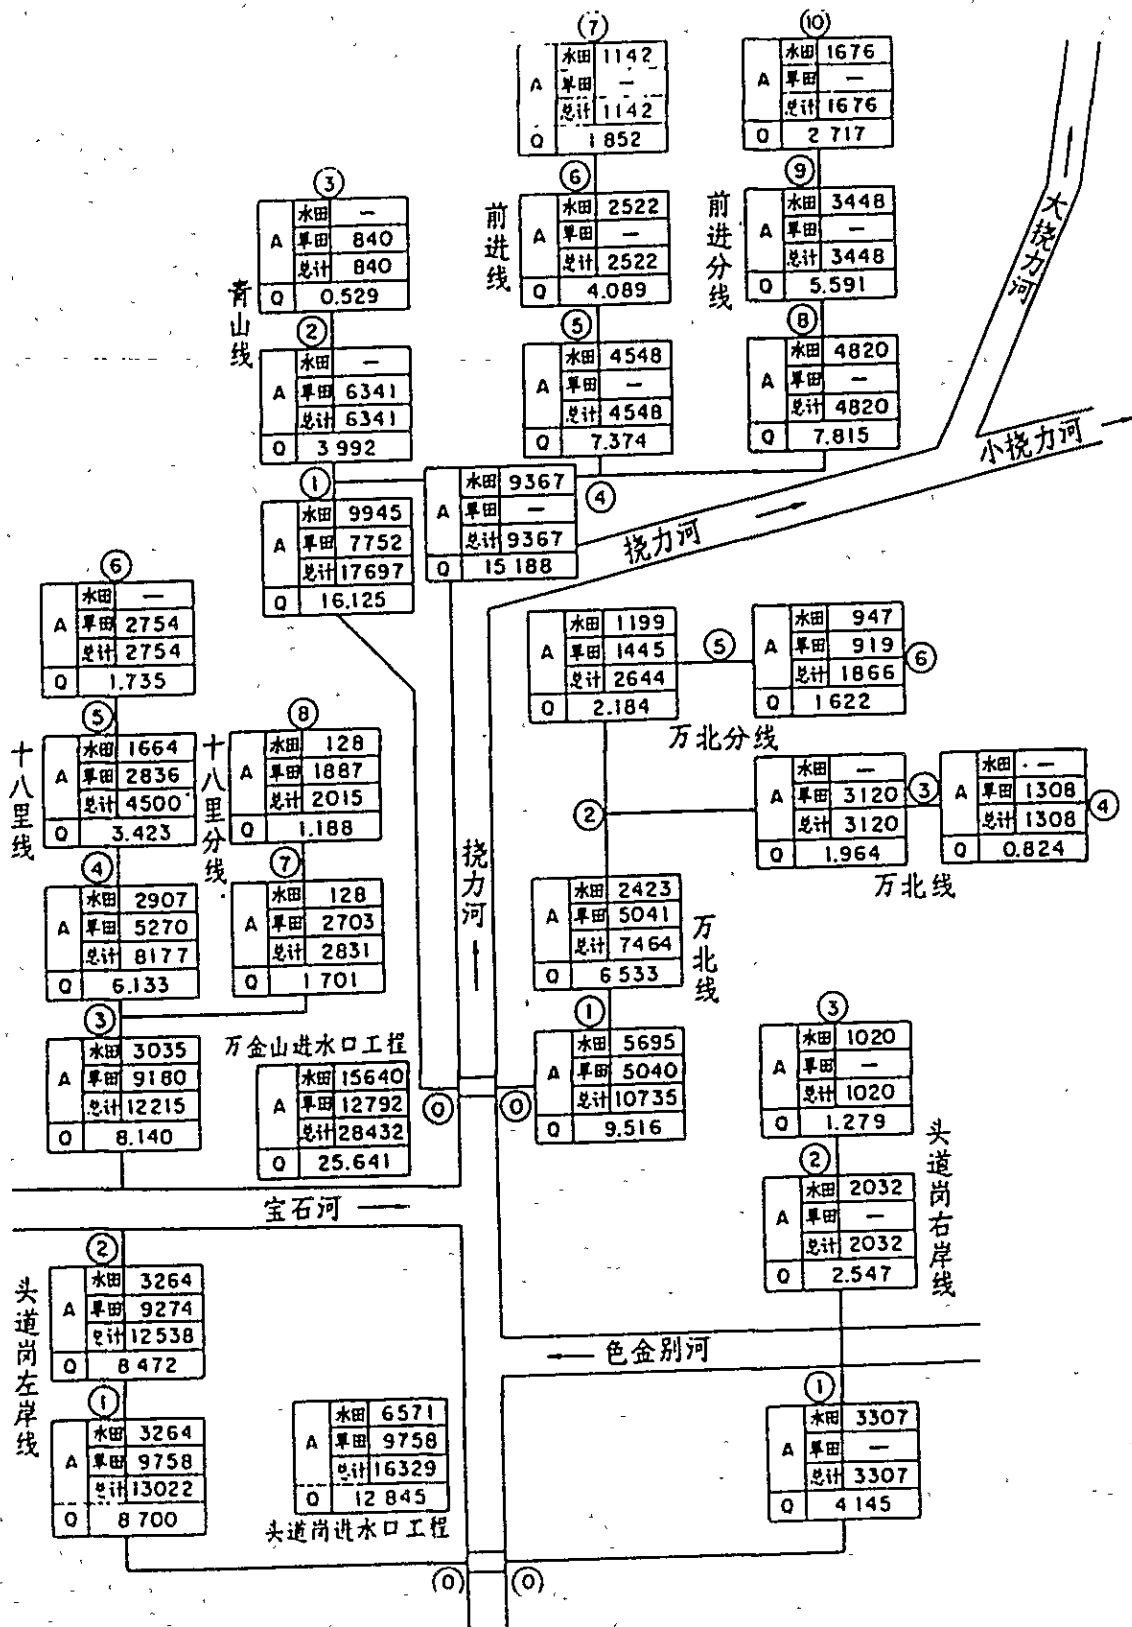 ⑦
A
水田 1142
旱田 —
总计 1142
Q 1 852
⑩
A
水田 1676
旱田 —
总计 1676
Q 2 717
③
A
水田 —
旱田 840
总计 840
Q 0.529
⑥
A
水田 2522
旱田 —
总计 2522
Q 4.089
前进线
⑨
A
水田 3448
旱田 —
总计 3448
Q 5.591
前进分线
大挠力河
青山线
②
A
水田 —
旱田 6341
总计 6341
Q 3 992
⑤
A
水田 4548
旱田 —
总计 4548
Q 7.374
⑧
A
水田 4820
旱田 —
总计 4820
Q 7.815
小挠力河
①
A
水田 9945
旱田 7752
总计 17697
Q 16.125
A
水田 9367
旱田 —
总计 9367
Q 15 188
④
挠力河
⑥
A
水田 —
旱田 2754
总计 2754
Q 1.735
A
水田 1199
旱田 1445
总计 2644
Q 2.184
⑤
A
水田 947
旱田 919
总计 1866
Q 1 622
⑥
万北分线
十八里线
⑤
A
水田 1664
旱田 2836
总计 4500
Q 3.423
十八里分线
⑧
A
水田 128
旱田 1887
总计 2015
Q 1.188
②
A
水田 —
旱田 3120
总计 3120
Q 1.964
③
A
水田 —
旱田 1308
总计 1308
Q 0.824
④
万北线
④
A
水田 2907
旱田 5270
总计 8177
Q 6.133
⑦
A
水田 128
旱田 2703
总计 2831
Q 1 701
挠力河
A
水田 2423
旱田 5041
总计 7464
Q 6 533
万北线
③
A
水田 3035
旱田 9180
总计 12215
Q 8.140
万金山进水口工程
A
水田 15640
旱田 12792
总计 28432
Q 25.641
⓪
⓪
①
A
水田 5695
旱田 5040
总计 10735
Q 9.516
③
A
水田 1020
旱田 —
总计 1020
Q 1.279
宝石河
②
A
水田 2032
旱田 —
总计 2032
Q 2.547
头道岗右岸线
头道岗左岸线
②
A
水田 3264
旱田 9274
总计 12538
Q 8 472
色金别河
①
A
水田 3264
旱田 9758
总计 13022
Q 8 700
A
水田 6571
旱田 9758
总计 16329
Q 12 845
头道岗进水口工程
①
A
水田 3307
旱田 —
总计 3307
Q 4 145
⓪
⓪